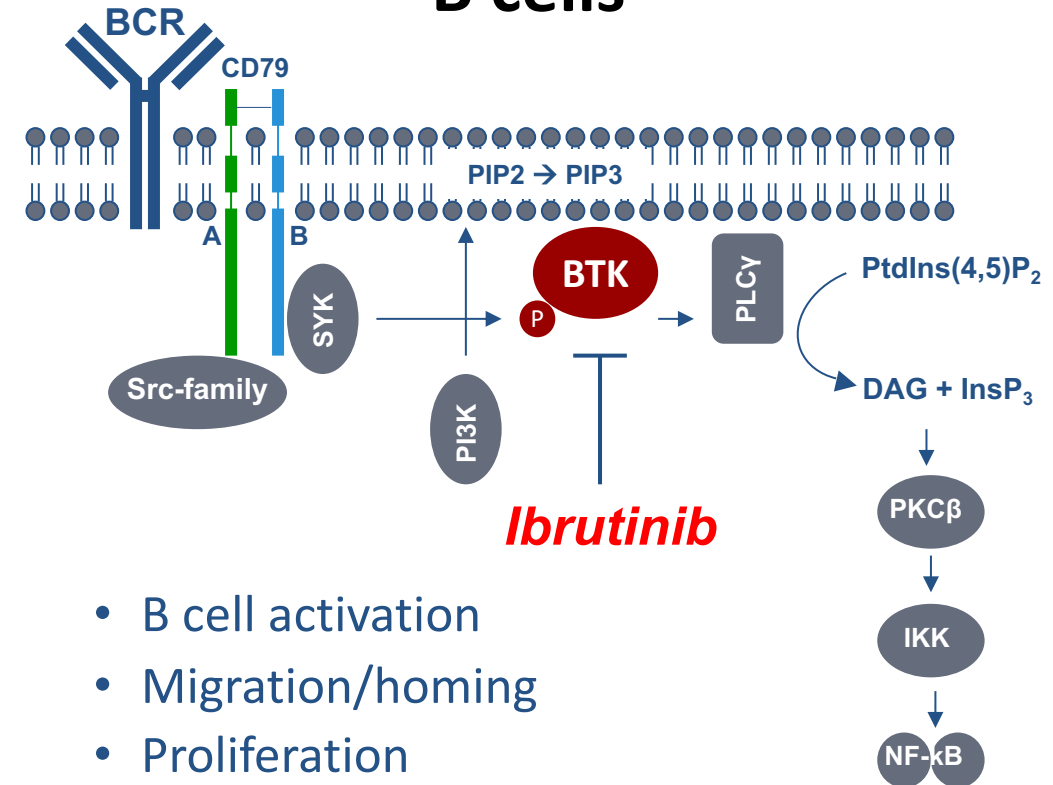 B cells
BCR
CD79
PIP2 → PIP3
A
B
BTK
P
SYK
PLCγ
PtdIns(4,5)P₂
Src-family
PI3K
DAG + InsP₃
Ibrutinib
PKCβ
IKK
NF-κB
• B cell activation
• Migration/homing
• Proliferation